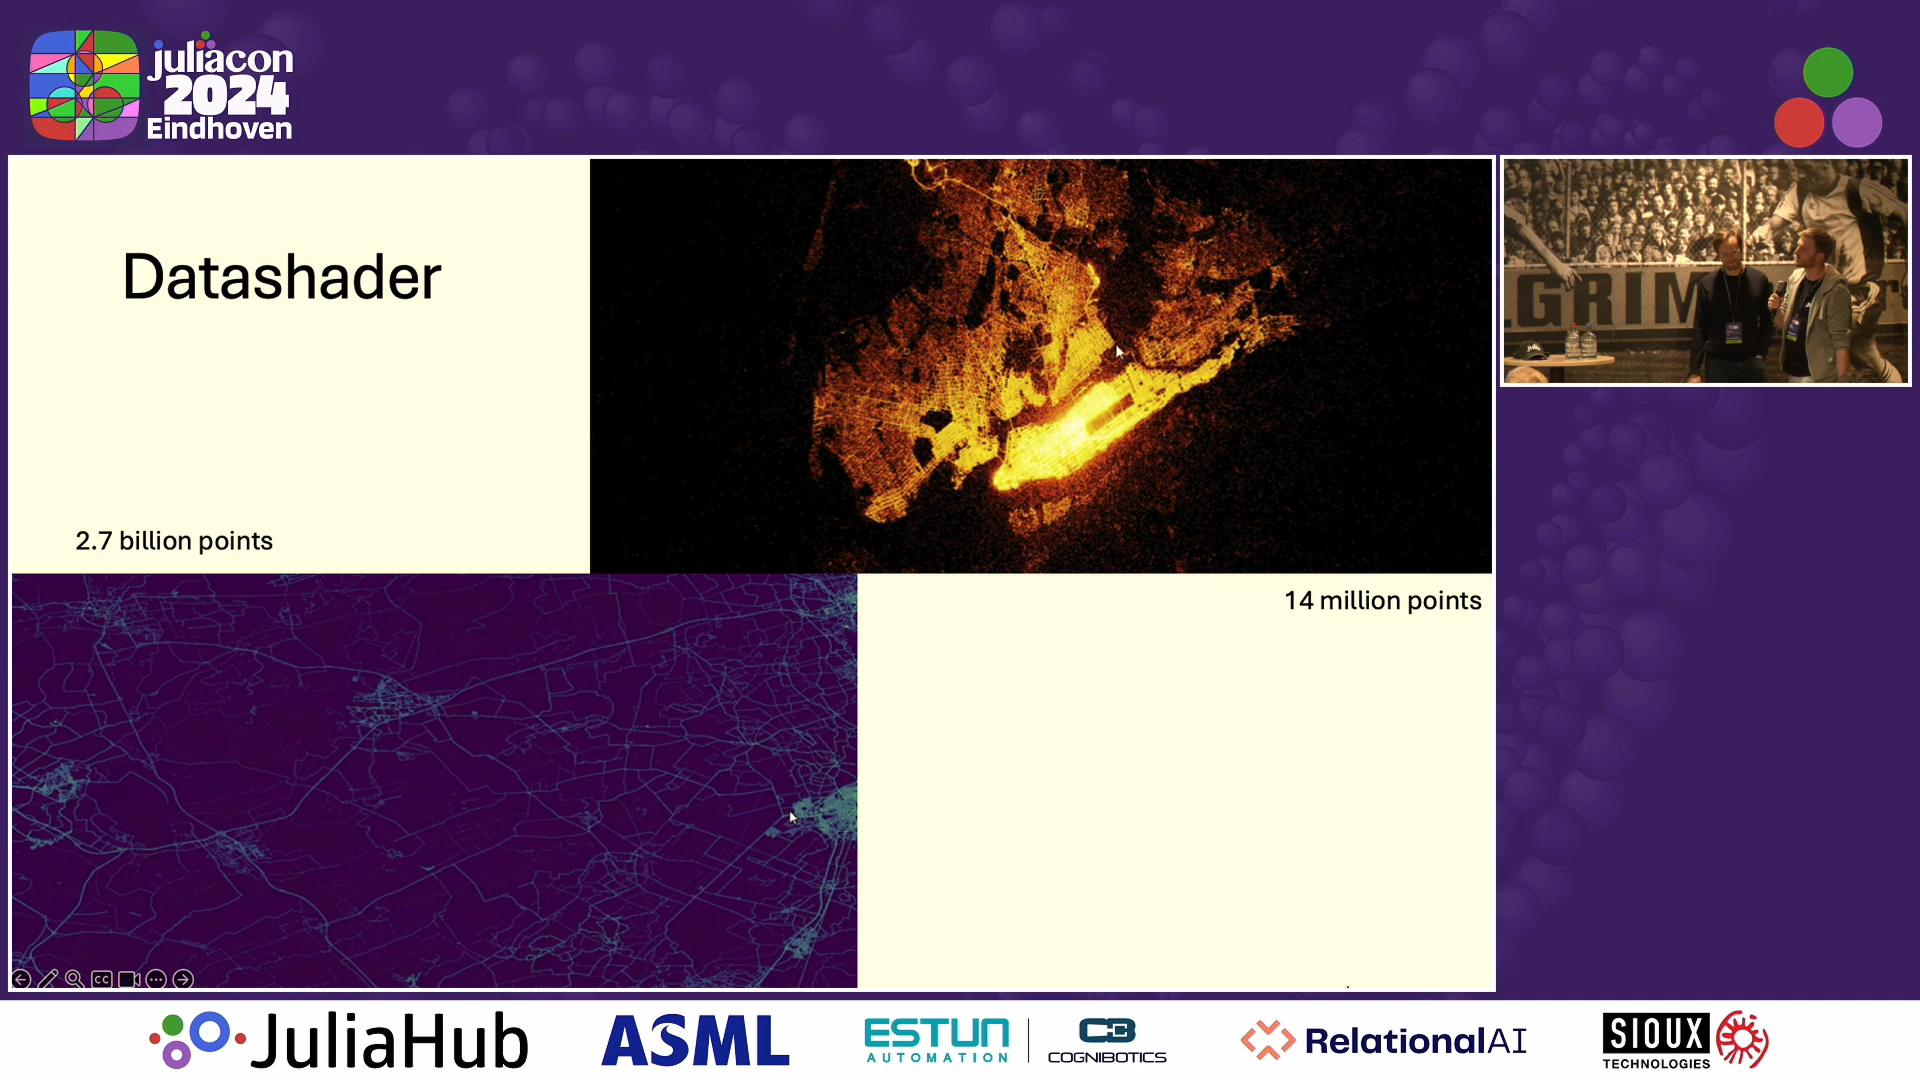 juliacon
2024
Eindhoven
Datashader
2.7 billion points
14 million points
GRIM
CC
JuliaHub
ASML
ESTUN
AUTOMATION
COGNIBOTICS
RelationalAI
SIOUX
TECHNOLOGIES